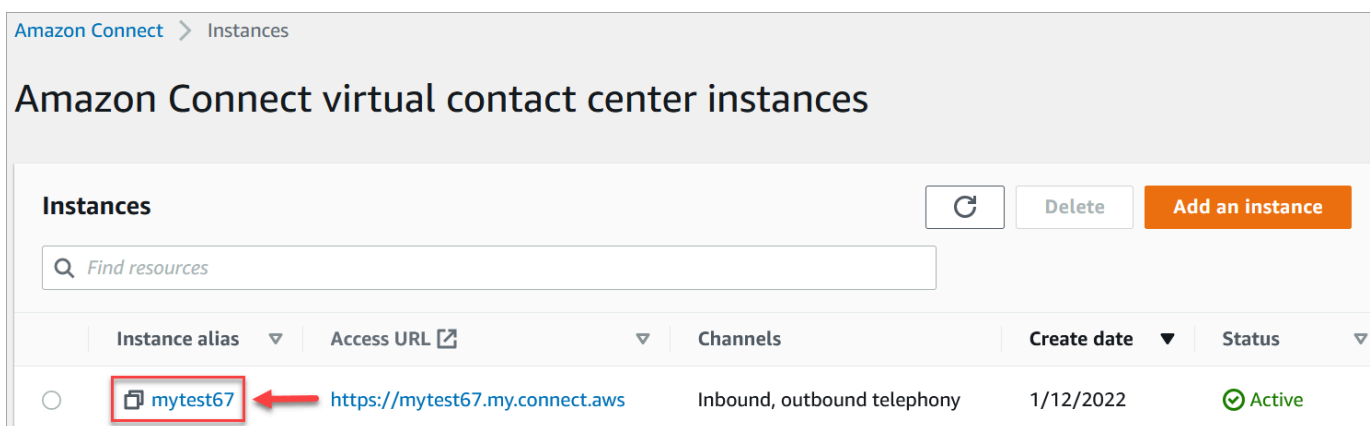 Amazon Connect > Instances
Amazon Connect virtual contact center instances
Instances
Delete
Add an instance
Find resources
Instance alias Access URL Channels Create date Status
mytest67 https://mytest67.my.connect.aws Inbound, outbound telephony 1/12/2022 Active